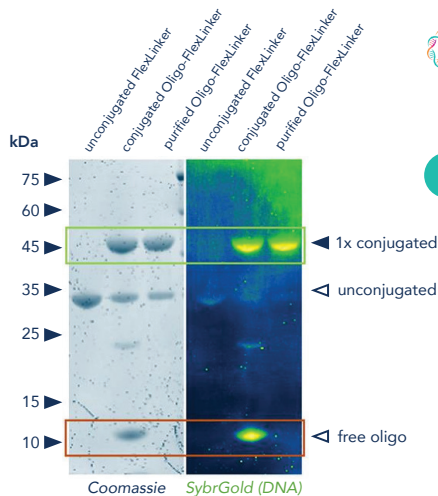 unconjugated FlexLinker
conjugated Oligo-FlexLinker
purified Oligo-FlexLinker
unconjugated FlexLinker
conjugated Oligo-FlexLinker
purified Oligo-FlexLinker
kDa
75
60
45
1x conjugated
35
unconjugated
25
15
10
free oligo
Coomassie
SybrGold (DNA)